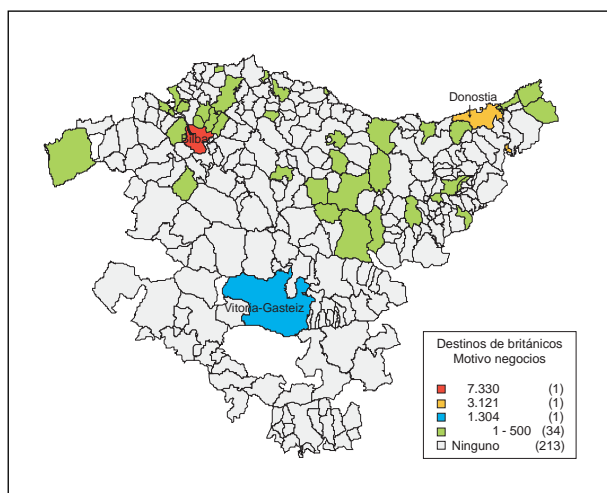 Donostia
Bilbao
Vitoria-Gasteiz
Destinos de británicos
Motivo negocios
7.330 (1)
3.121 (1)
1.304 (1)
1 - 500 (34)
Ninguno (213)